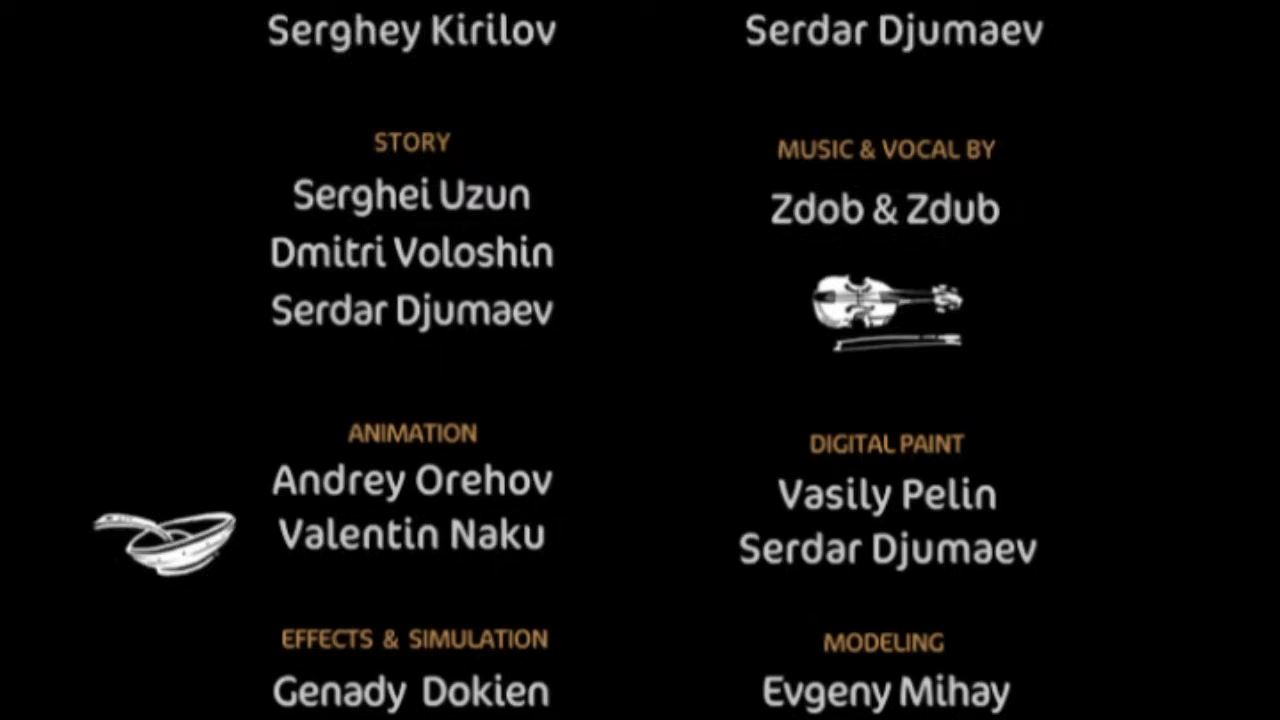 Serghey Kirilov
Serdar Djumaev
STORY
Serghei Uzun
Dmitri Voloshin
Serdar Djumaev
MUSIC & VOCAL BY
Zdob & Zdub
ANIMATION
Andrey Orehov
Valentin Naku
DIGITAL PAINT
Vasily Pelin
Serdar Djumaev
EFFECTS & SIMULATION
Genady Dokien
MODELING
Evgeny Mihay